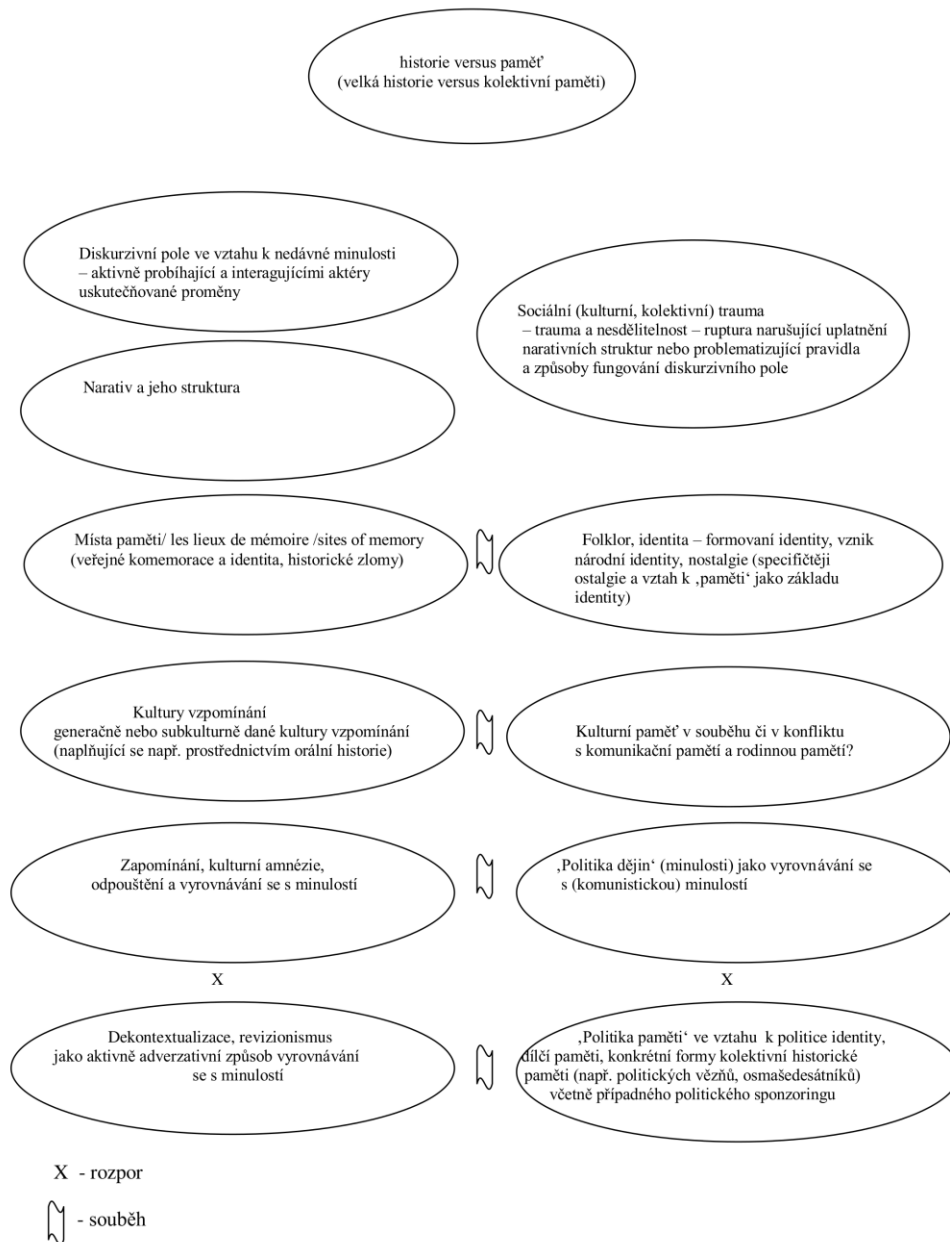 historie versus paměť
(velká historie versus kolektivní paměti)
Diskurzivní pole ve vztahu k nedávné minulosti
– aktivně probíhající a interagujícími aktéry
uskutečňované proměny
Sociální (kulturní, kolektivní) trauma
– trauma a nesdělitelnost – ruptura narušující uplatnění
narativních struktur nebo problematizující pravidla
a způsoby fungování diskurzivního pole
Narativ a jeho struktura
Místa paměti/ les lieux de mémoire /sites of memory
(veřejné komemorace a identita, historické zlomy)
Folklor, identita – formovaní identity, vznik
národní identity, nostalgie (specifičtěji
ostalgie a vztah k ‚paměti‘ jako základu
identity)
Kultury vzpomínání
generačně nebo subkulturně dané kultury vzpomínání
(naplňující se např. prostřednictvím orální historie)
Kulturní paměť v souběhu či v konfliktu
s komunikační pamětí a rodinnou pamětí?
Zapomínání, kulturní amnézie,
odpouštění a vyrovnávání se s minulostí
‚Politika dějin‘ (minulosti) jako vyrovnávání se
s (komunistickou) minulostí
X
X
Dekontextualizace, revizionismus
jako aktivně adverzativní způsob vyrovnávání
se s minulostí
‚Politika paměti‘ ve vztahu k politice identity,
dílčí paměti, konkrétní formy kolektivní historické
paměti (např. politických vězňů, osmašedesátníků)
včetně případného politického sponzoringu
X - rozpor
- souběh